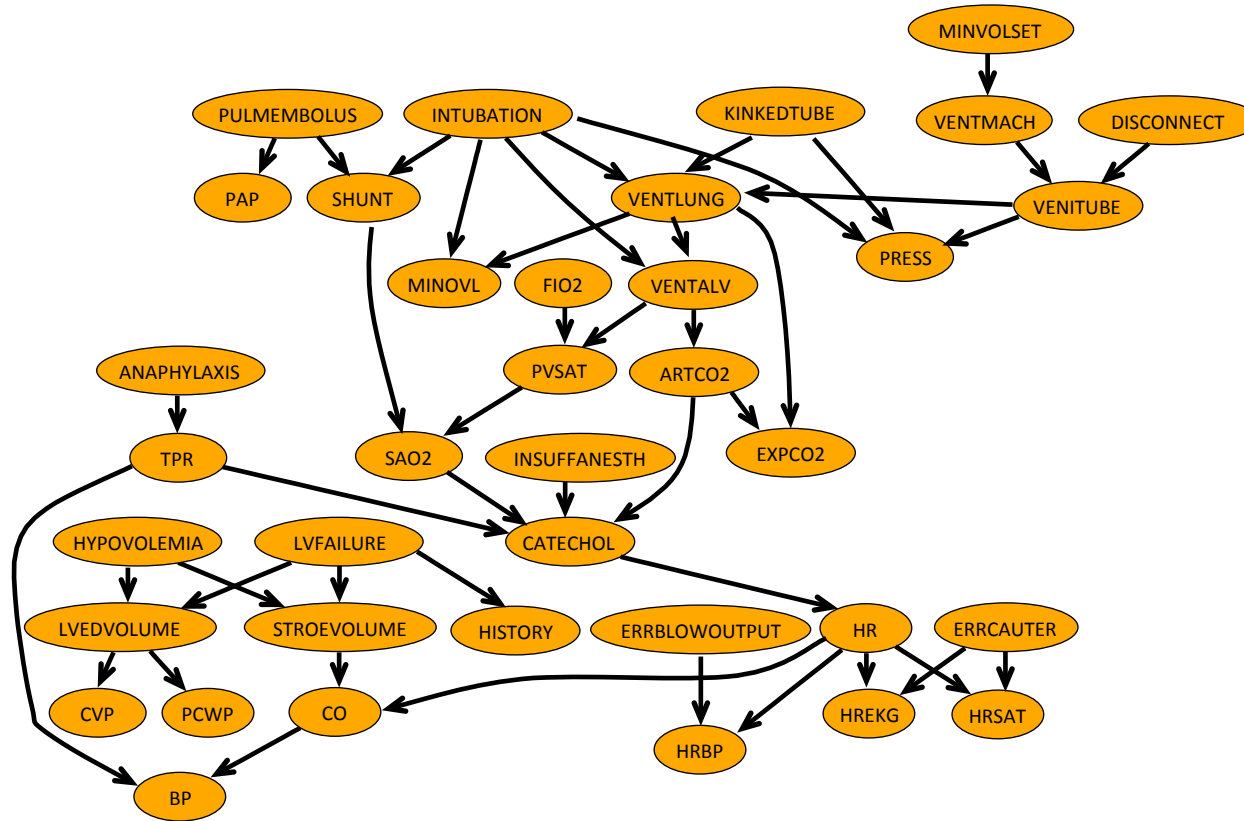 MINVOLSET
PULMEMBOLUS
INTUBATION
KINKEDTUBE
VENTMACH
DISCONNECT
PAP
SHUNT
VENTLUNG
VENITUBE
PRESS
MINOVL
FIO2
VENTALV
ANAPHYLAXIS
PVSAT
ARTCO2
TPR
SAO2
INSUFFANESTH
EXPCO2
HYPOVOLEMIA
LVFAILURE
CATECHOL
LVEDVOLUME
STROEVOLUME
HISTORY
ERRBLOWOUTPUT
HR
ERRCAUTER
CVP
PCWP
CO
HREKG
HRSAT
HRBP
BP